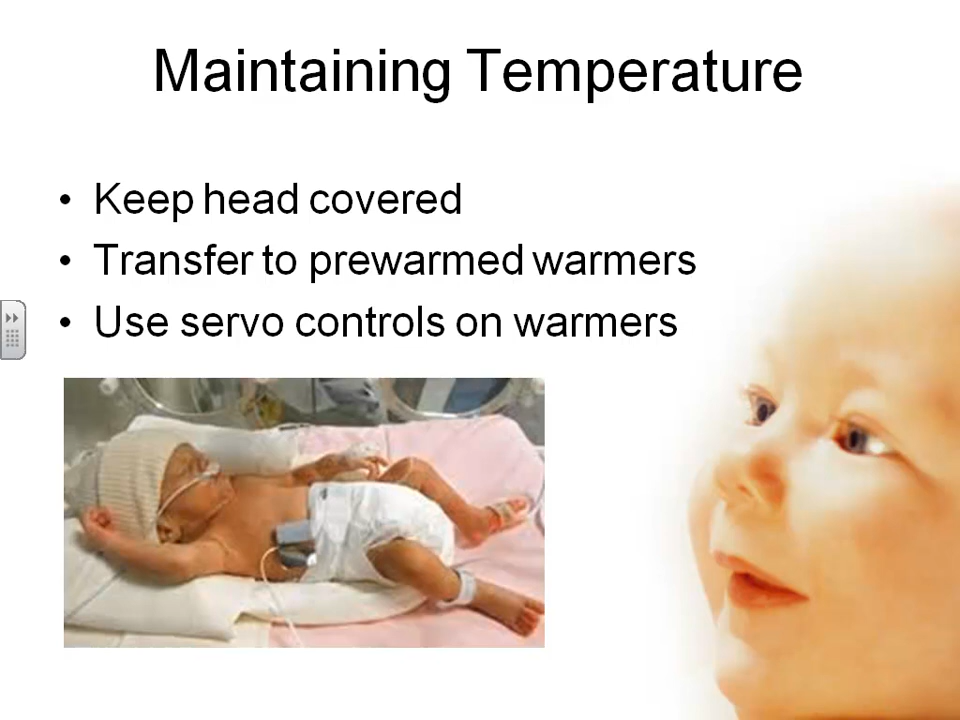 Maintaining Temperature
• Keep head covered
• Transfer to prewarmed warmers
• Use servo controls on warmers